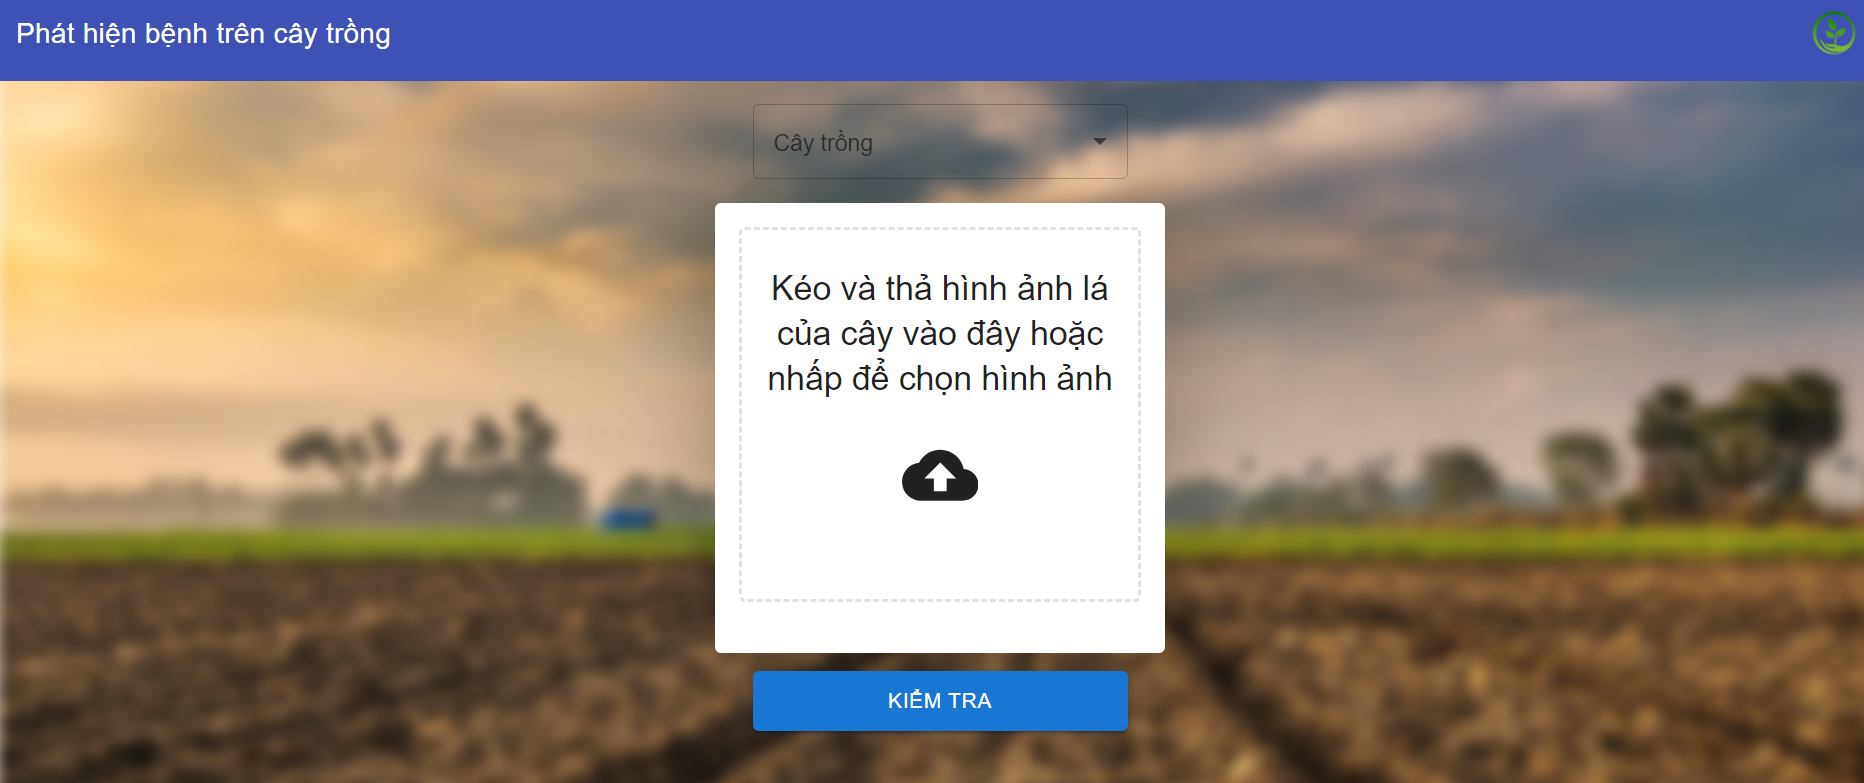 Phát hiện bệnh trên cây trồng
Cây trồng
Kéo và thả hình ảnh lá
của cây vào đây hoặc
nhấp để chọn hình ảnh
KIỂM TRA